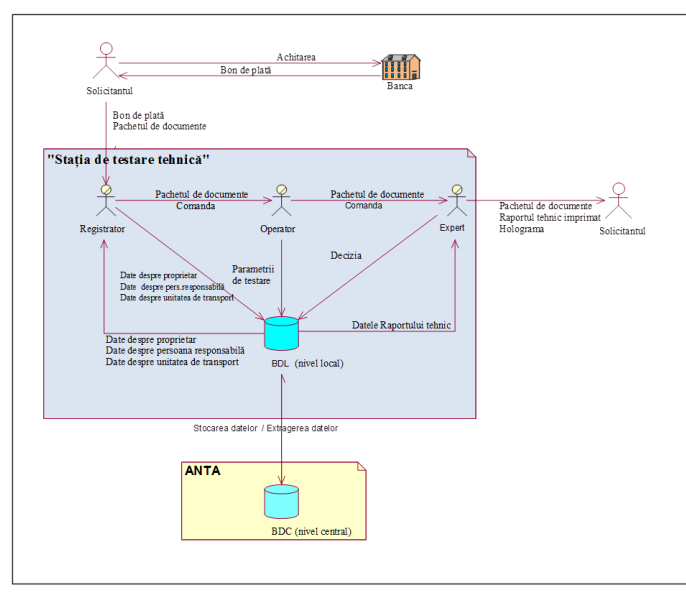 Achitarea
Bon de plată
Solicitantul
Banca
Bon de plată
Pachetul de documente
"Stația de testare tehnică"
Pachetul de documente
Comanda
Pachetul de documente
Comanda
Pachetul de documente
Raportul tehnic imprimat
Holograma
Registrator
Operator
Expert
Solicitantul
Date despre proprietar
Date despre pers.responsabilă
Date despre unitatea de transport
Parametrii
de testare
Decizia
Datele Raportului tehnic
Date despre proprietar
Date despre persoana responsabilă
Date despre unitatea de transport
BDL (nivel local)
Stocarea datelor / Extragerea datelor
ANTA
BDC (nivel central)